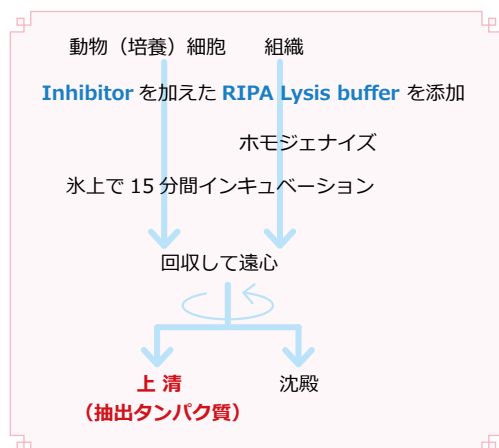 動物（培養）細胞　組織
Inhibitor を加えた RIPA Lysis buffer を添加
ホモジェナイズ
氷上で 15 分間インキュベーション
回収して遠心
上 清　沈殿
（抽出タンパク質）